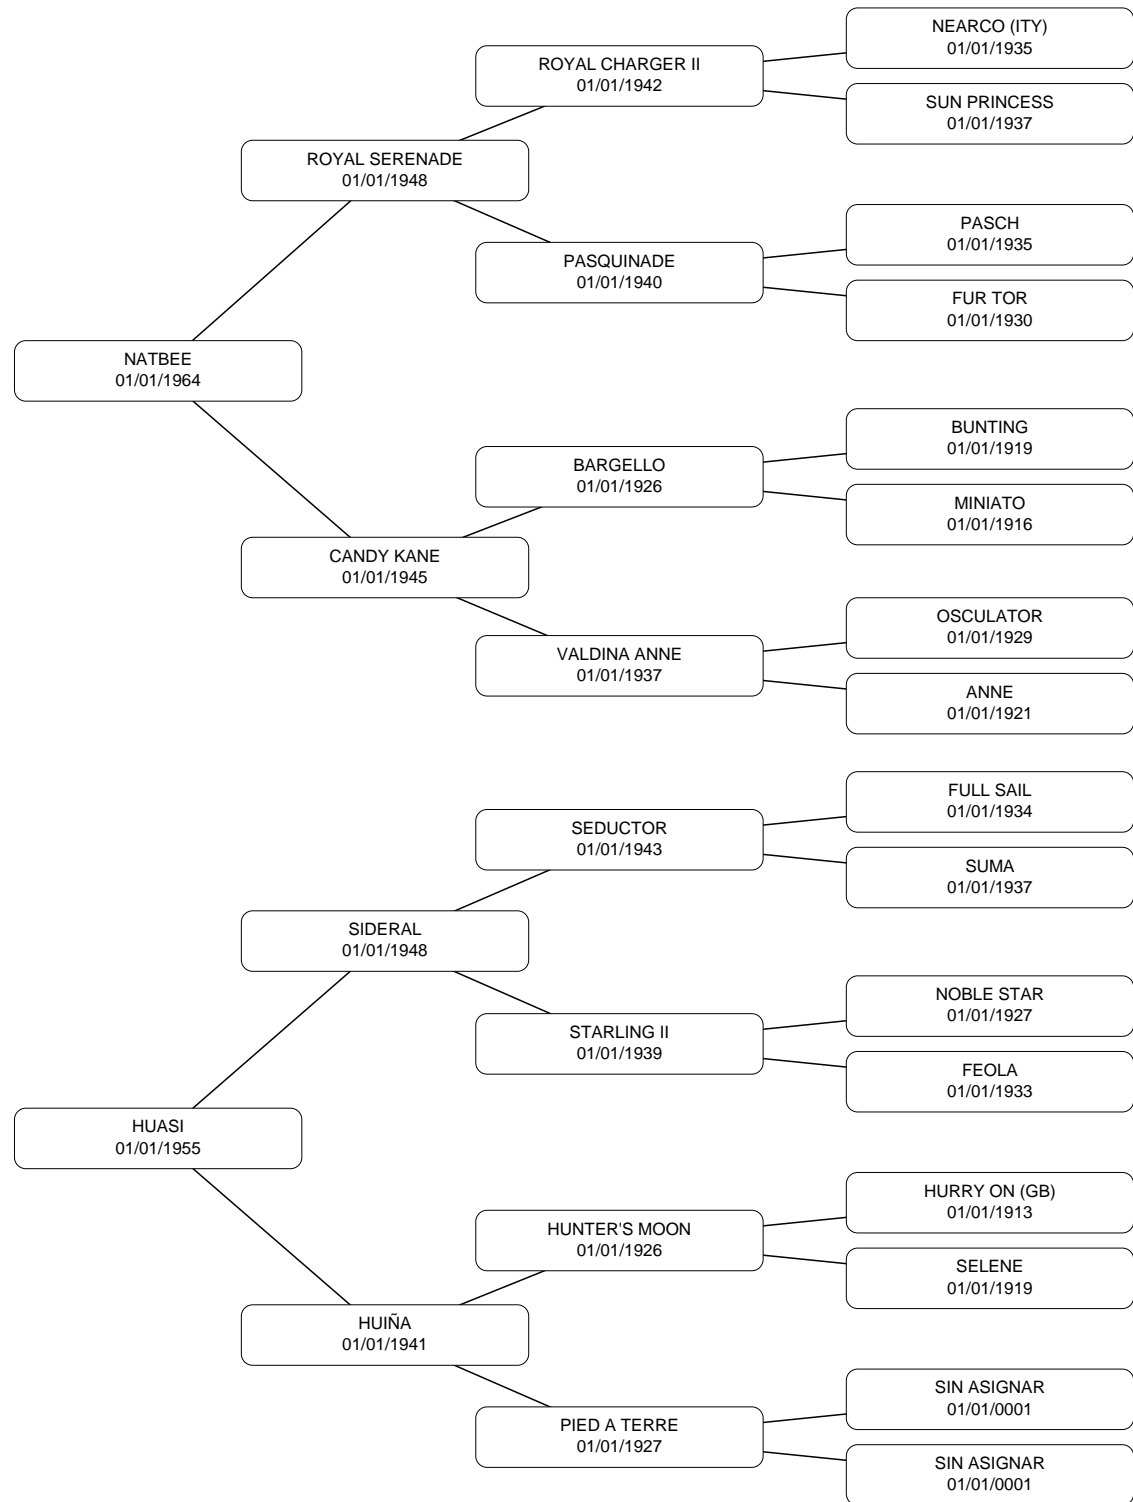 NEARCO (ITY)
01/01/1935
ROYAL CHARGER II
01/01/1942
SUN PRINCESS
01/01/1937
ROYAL SERENADE
01/01/1948
PASCH
01/01/1935
PASQUINADE
01/01/1940
FUR TOR
01/01/1930
NATBEE
01/01/1964
BUNTING
01/01/1919
BARGELLO
01/01/1926
MINIATO
01/01/1916
CANDY KANE
01/01/1945
OSCULATOR
01/01/1929
VALDINA ANNE
01/01/1937
ANNE
01/01/1921
FULL SAIL
01/01/1934
SEDUCTOR
01/01/1943
SUMA
01/01/1937
SIDERAL
01/01/1948
NOBLE STAR
01/01/1927
STARLING II
01/01/1939
FEOLA
01/01/1933
HUASI
01/01/1955
HURRY ON (GB)
01/01/1913
HUNTER'S MOON
01/01/1926
SELENE
01/01/1919
HUIÑA
01/01/1941
SIN ASIGNAR
01/01/0001
PIED A TERRE
01/01/1927
SIN ASIGNAR
01/01/0001